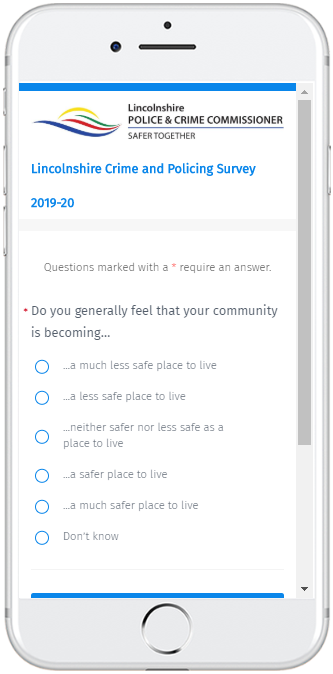 Lincolnshire
POLICE & CRIME COMMISSIONER
SAFER TOGETHER
Lincolnshire Crime and Policing Survey
2019-20
Questions marked with a * require an answer.
* Do you generally feel that your community
is becoming...
...a much less safe place to live
...a less safe place to live
...neither safer nor less safe as a
place to live
...a safer place to live
...a much safer place to live
Don't know